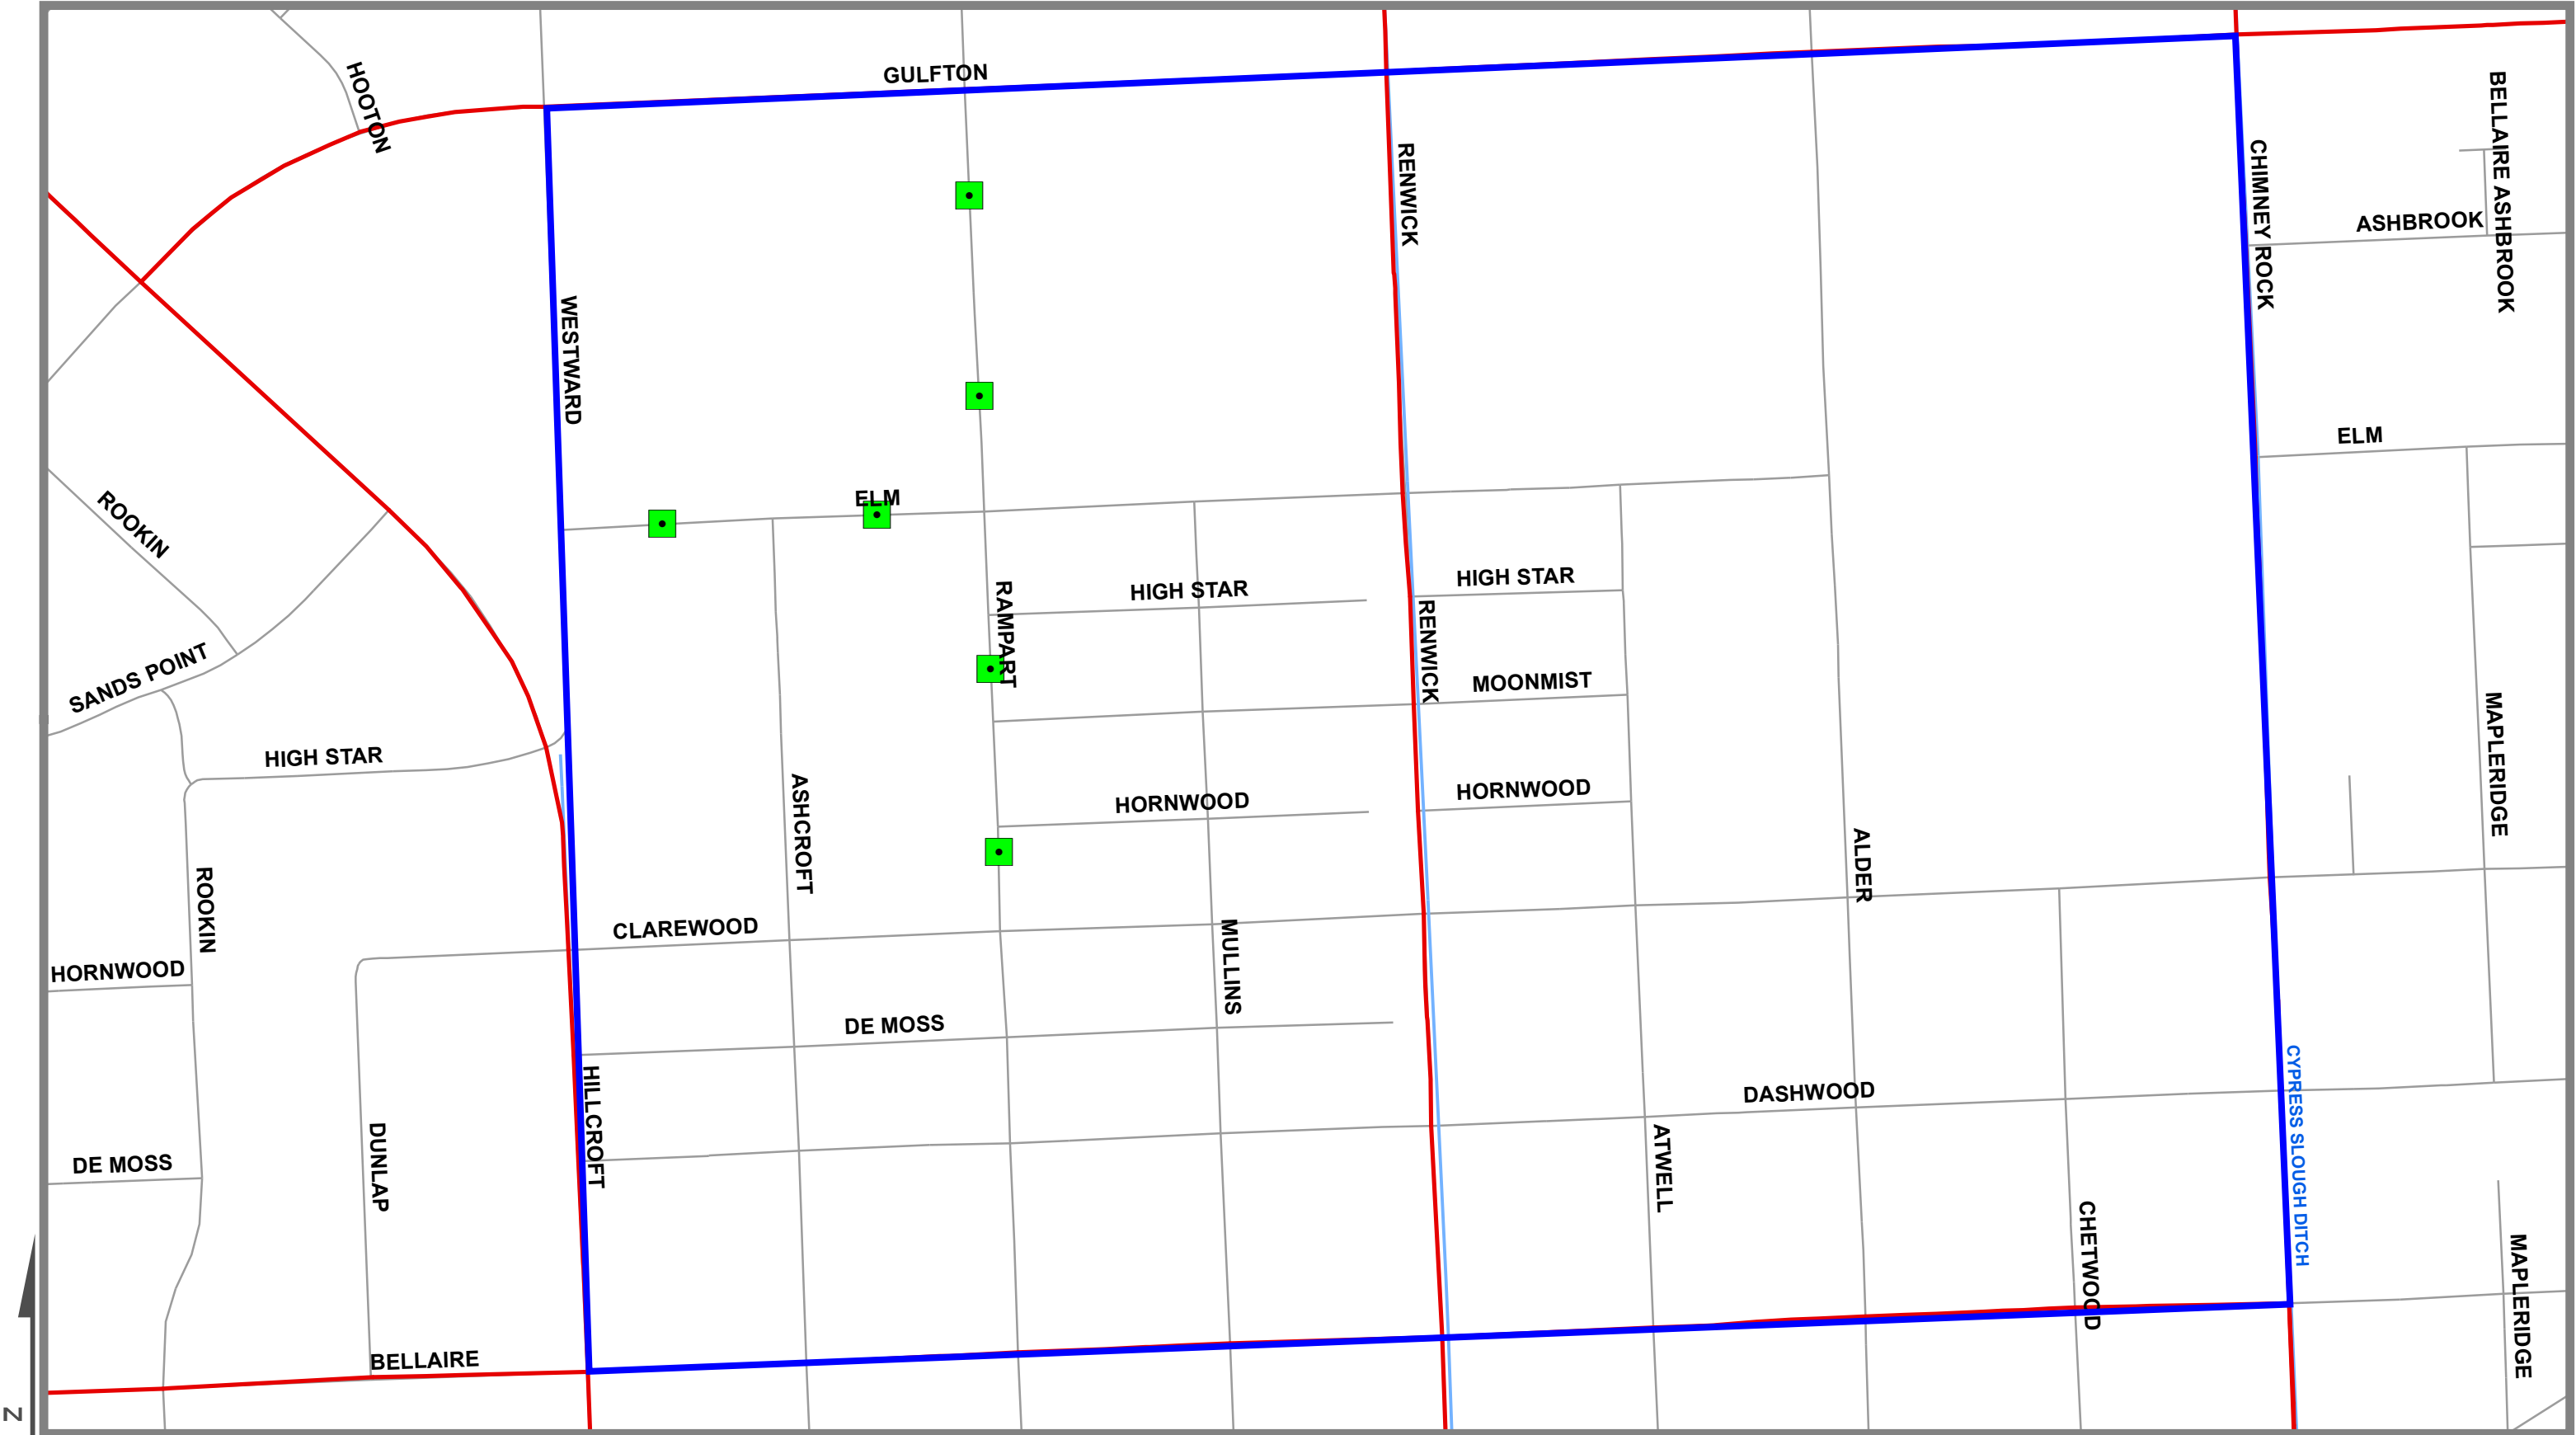 HOOTON
GULFTON
BELLAIRE ASHBROOK
RENWICK
CHIMNEY ROCK
ASHBROOK
WESTWARD
ELM
ELM
ROOKIN
HIGH STAR
HIGH STAR
RAMPART
RENWICK
SANDS POINT
MOONMIST
MAPLERIDGE
HIGH STAR
ASHCROFT
HORNWOOD
HORNWOOD
ALDER
ROOKIN
CLAREWOOD
MULLINS
HORNWOOD
DE MOSS
CYPRESS SLOUGH DITCH
HILLCROFT
DASHWOOD
DUNLAP
ATWELL
DE MOSS
CHETWOOD
MAPLERIDGE
BELLAIRE
N